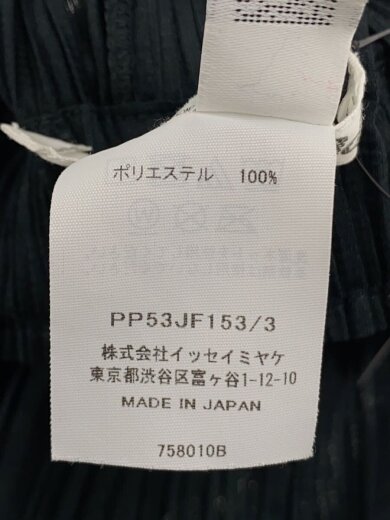 ポリエステル 100%
PP53JF153/3
株式会社イッセイミヤケ
東京都渋谷区富ヶ谷1-12-10
MADE IN JAPAN
758010B